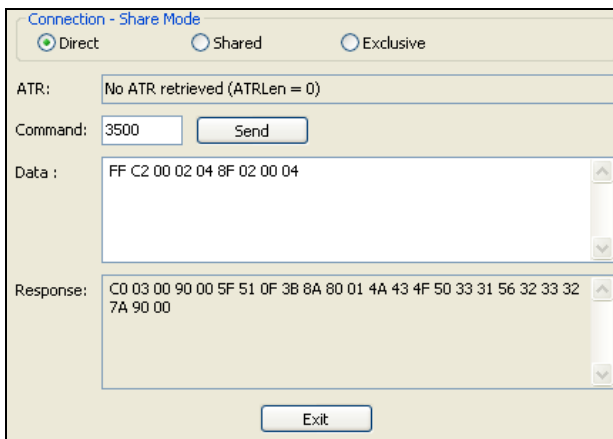 Connection - Share Mode
Direct Shared Exclusive
ATR: No ATR retrieved (ATRLen = 0)
Command: 3500 Send
Data : FF C2 00 02 04 8F 02 00 04
Response: C0 03 00 90 00 5F 51 0F 3B 8A 80 01 4A 43 4F 50 33 31 56 32 33 32
7A 90 00
Exit